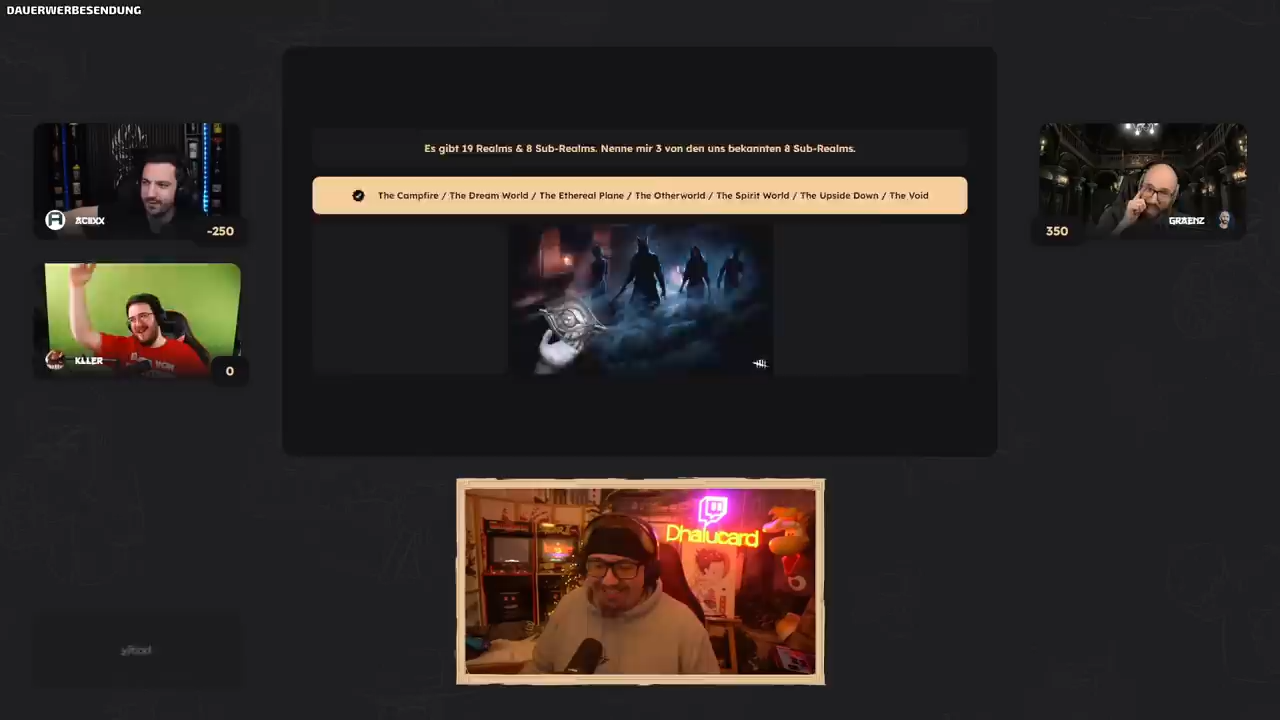 DAUERWERBESENDUNG
Es gibt 19 Realms & 8 Sub-Realms. Nenne mir 3 von den uns bekannten 8 Sub-Realms.
The Campfire / The Dream World / The Ethereal Plane / The Otherworld / The Spirit World / The Upside Down / The Void
ACIIXX
-250
GRAENZ
350
KLLER
0
Dhalucard